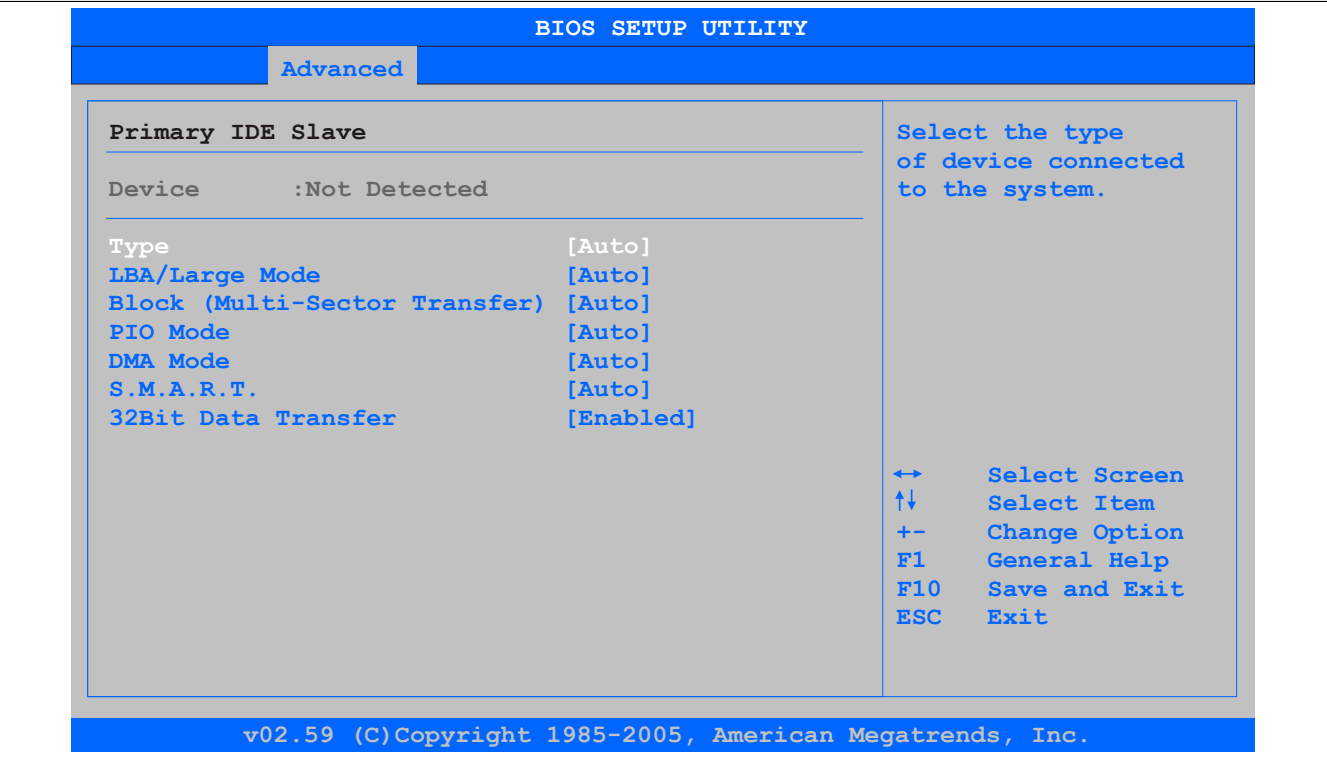 BIOS SETUP UTILITY
Advanced
Primary IDE Slave
Device :Not Detected
Type [Auto]
LBA/Large Mode [Auto]
Block (Multi-Sector Transfer) [Auto]
PIO Mode [Auto]
DMA Mode [Auto]
S.M.A.R.T. [Auto]
32Bit Data Transfer [Enabled]
Select the type
of device connected
to the system.
↔ Select Screen
↑↓ Select Item
+- Change Option
F1 General Help
F10 Save and Exit
ESC Exit
v02.59 (C)Copyright 1985-2005, American Megatrends, Inc.